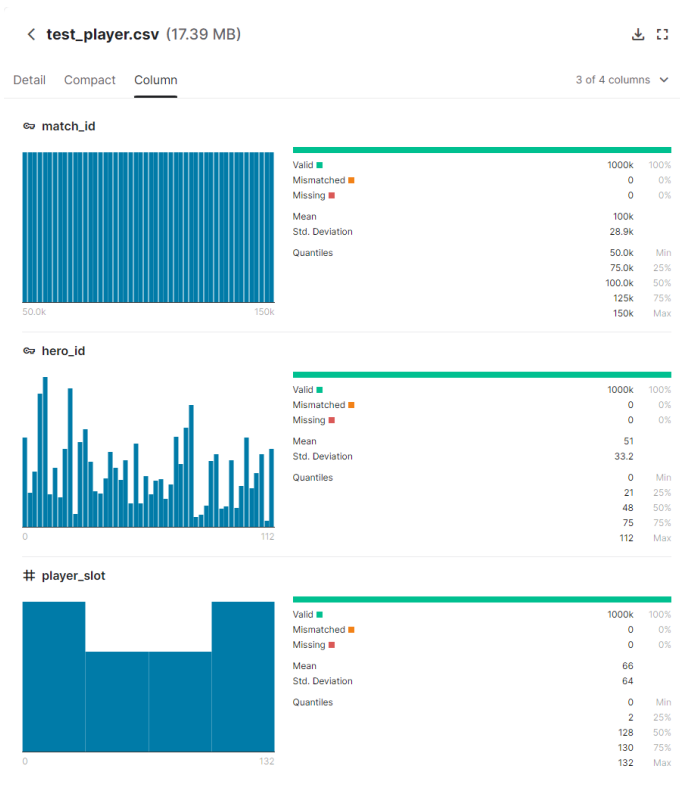 test_player.csv (17.39 MB)
Detail Compact Column 3 of 4 columns
match_id
Valid 1000k 100%
Mismatched 0 0%
Missing 0 0%
Mean 100k
Std. Deviation 28.9k
Quantiles 50.0k Min
75.0k 25%
100.0k 50%
125k 75%
150k Max
50.0k 150k
hero_id
Valid 1000k 100%
Mismatched 0 0%
Missing 0 0%
Mean 51
Std. Deviation 33.2
Quantiles 0 Min
21 25%
48 50%
75 75%
112 Max
0 112
# player_slot
Valid 1000k 100%
Mismatched 0 0%
Missing 0 0%
Mean 66
Std. Deviation 64
Quantiles 0 Min
2 25%
128 50%
130 75%
132 Max
0 132